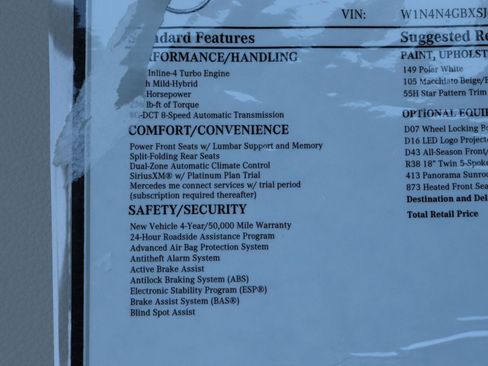 VIN: W1N4N4GBXSJ
ndard Features
FORMANCE/HANDLING
Inline-4 Turbo Engine
Mild-Hybrid
Horsepower
lb-ft of Torque
-DCT 8-Speed Automatic Transmission
COMFORT/CONVENIENCE
Power Front Seats w/ Lumbar Support and Memory
Split-Folding Rear Seats
Dual-Zone Automatic Climate Control
SiriusXM® w/ Platinum Plan Trial
Mercedes me connect services w/ trial period
(subscription required thereafter)
SAFETY/SECURITY
New Vehicle 4-Year/50,000 Mile Warranty
24-Hour Roadside Assistance Program
Advanced Air Bag Protection System
Antitheft Alarm System
Active Brake Assist
Antilock Braking System (ABS)
Electronic Stability Program (ESP®)
Brake Assist System (BAS®)
Blind Spot Assist
Suggested Re
PAINT, UPHOLST
149 Polar White
105 Macchiato Beige/B
55H Star Pattern Trim
OPTIONAL EQUI
D07 Wheel Locking Bo
D16 LED Logo Project
D43 All-Season Front/
R38 18" Twin 5-Spoke
413 Panorama Sunroo
873 Heated Front Sea
Destination and Del
Total Retail Price